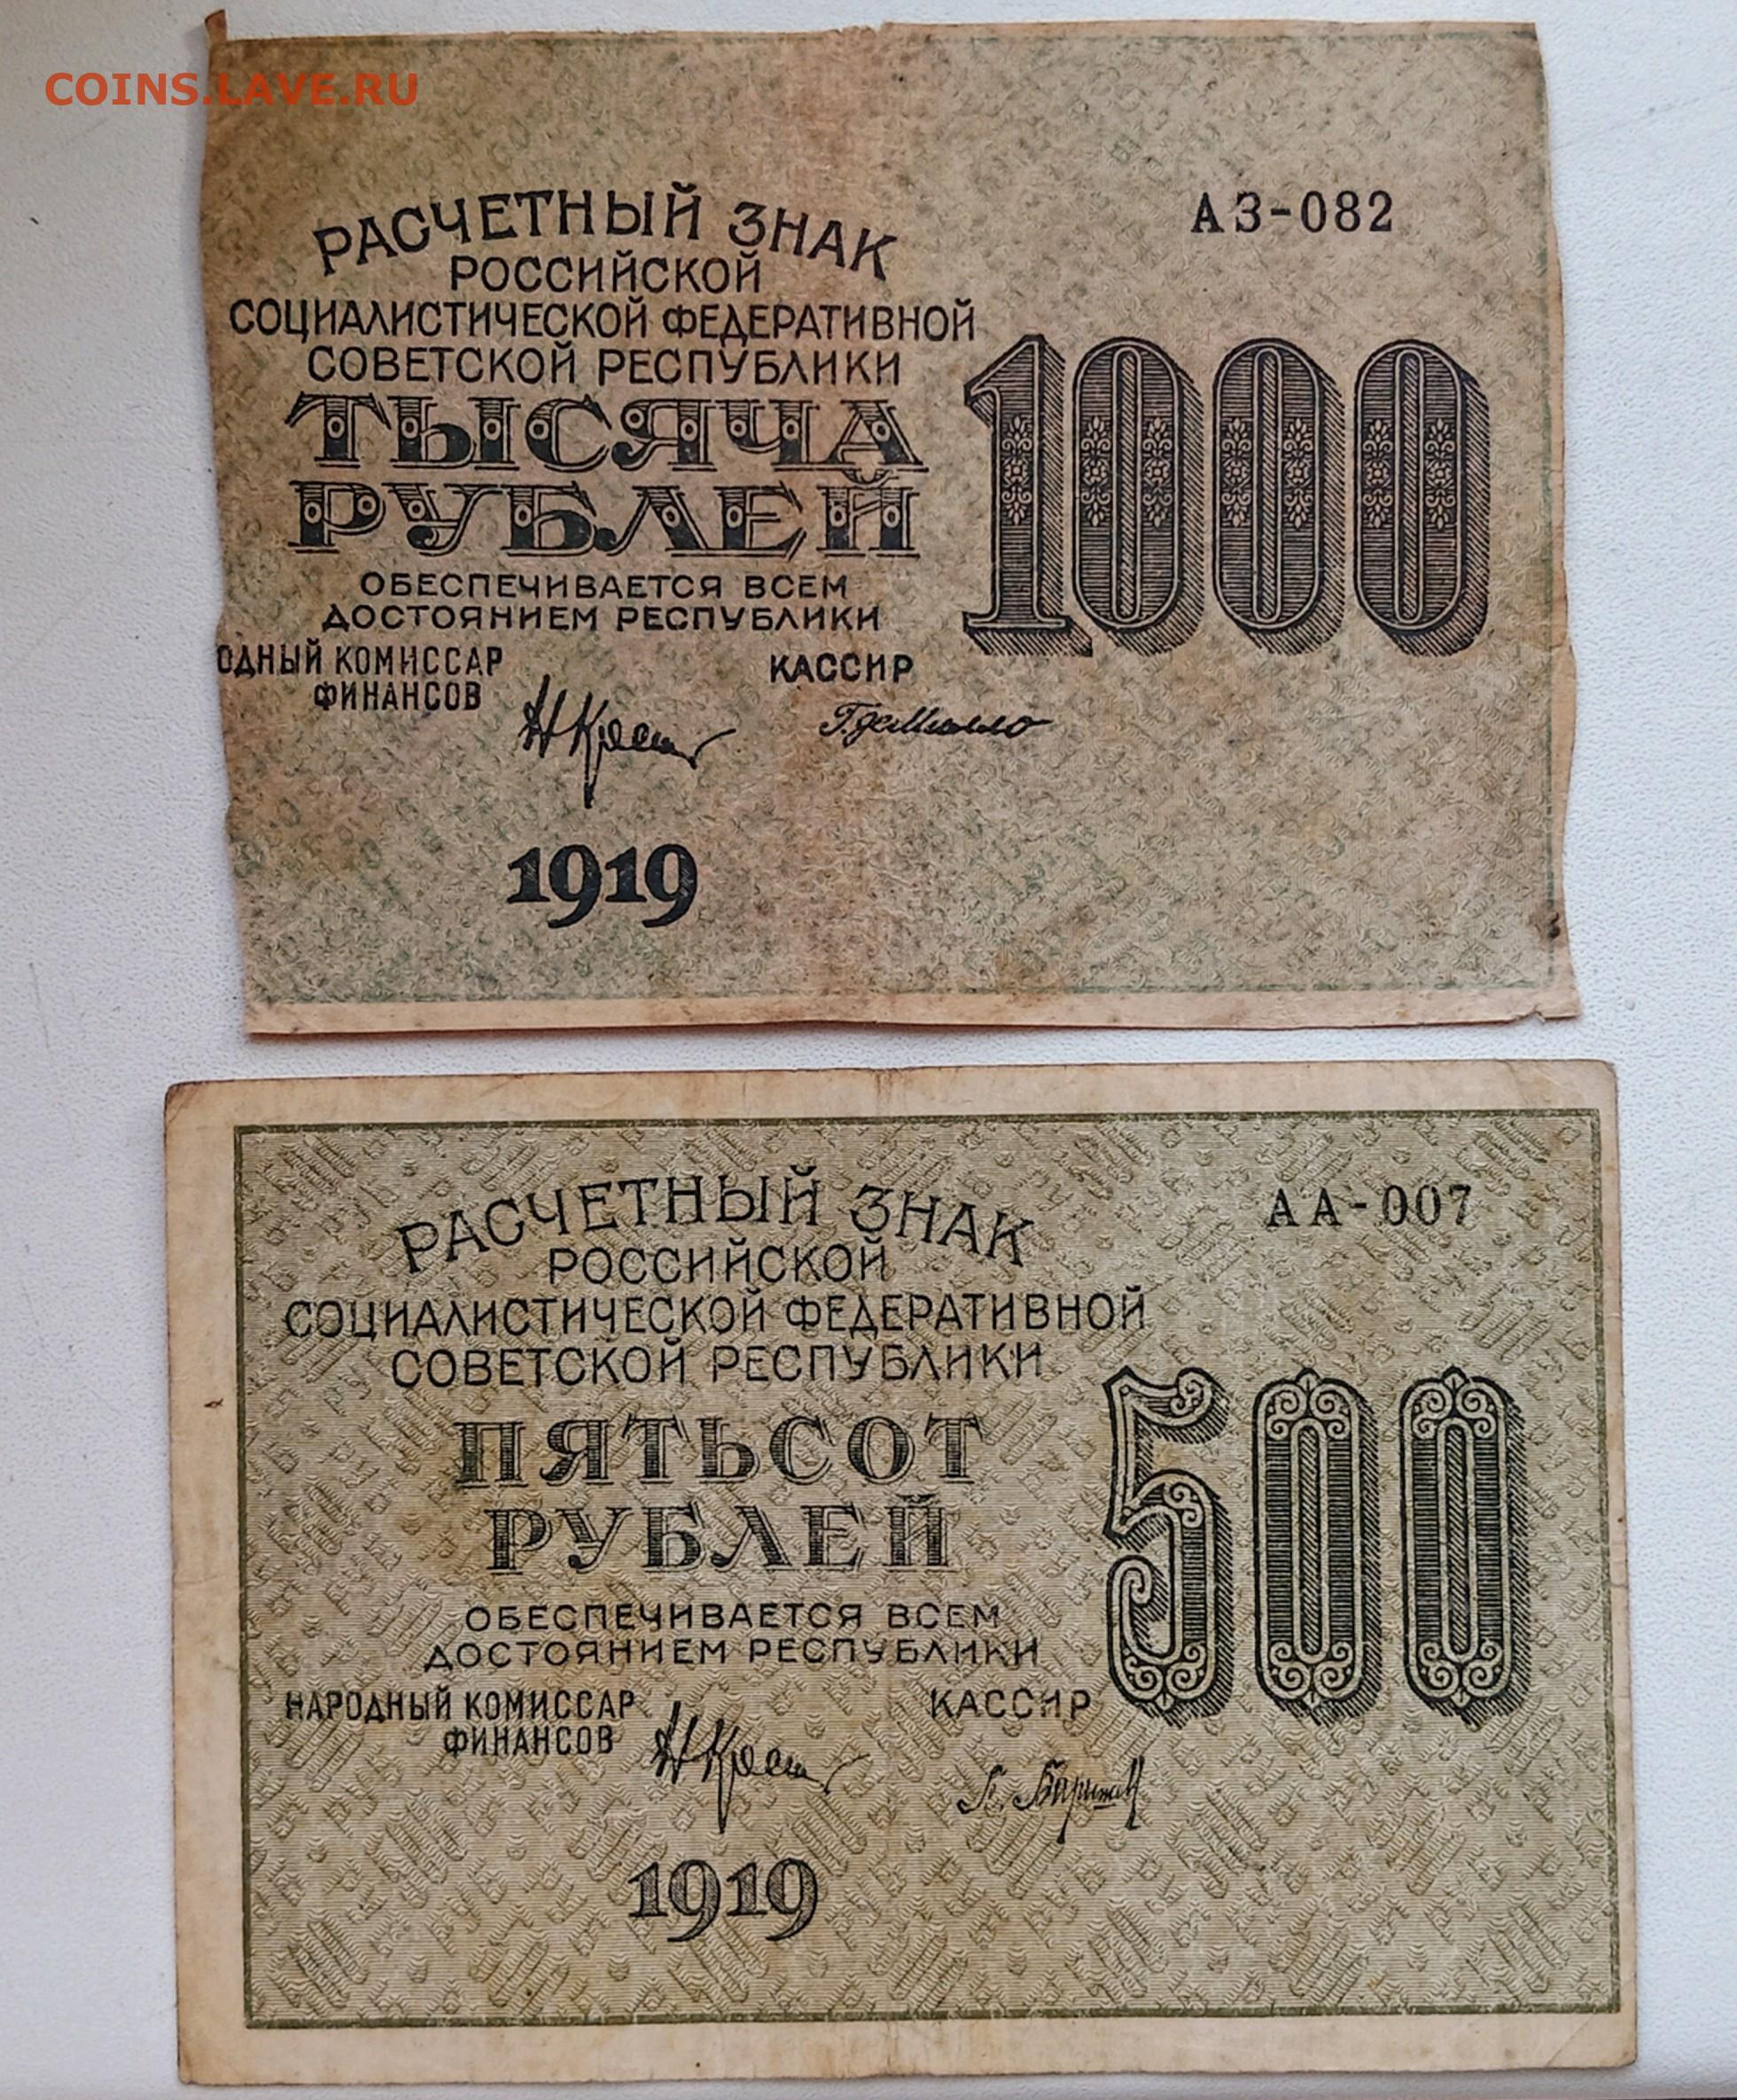 COINS.LAVE.RU
РАСЧЕТНЫЙ ЗНАК
РОССИЙСКОЙ
СОЦИАЛИСТИЧЕСКОЙ ФЕДЕРАТИВНОЙ
СОВЕТСКОЙ РЕСПУБЛИКИ
ТЫСЯЧА
РУБЛЕЙ
ОБЕСПЕЧИВАЕТСЯ ВСЕМ
ДОСТОЯНИЕМ РЕСПУБЛИКИ
ОДНЫЙ КОМИССАР
ФИНАНСОВ
КАССИР
Г. де Милло
1919
АЗ-082
1000
РАСЧЕТНЫЙ ЗНАК
РОССИЙСКОЙ
СОЦИАЛИСТИЧЕСКОЙ ФЕДЕРАТИВНОЙ
СОВЕТСКОЙ РЕСПУБЛИКИ
ПЯТЬСОТ
РУБЛЕЙ
ОБЕСПЕЧИВАЕТСЯ ВСЕМ
ДОСТОЯНИЕМ РЕСПУБЛИКИ
НАРОДНЫЙ КОМИССАР
ФИНАНСОВ
КАССИР
1919
АА-007
500